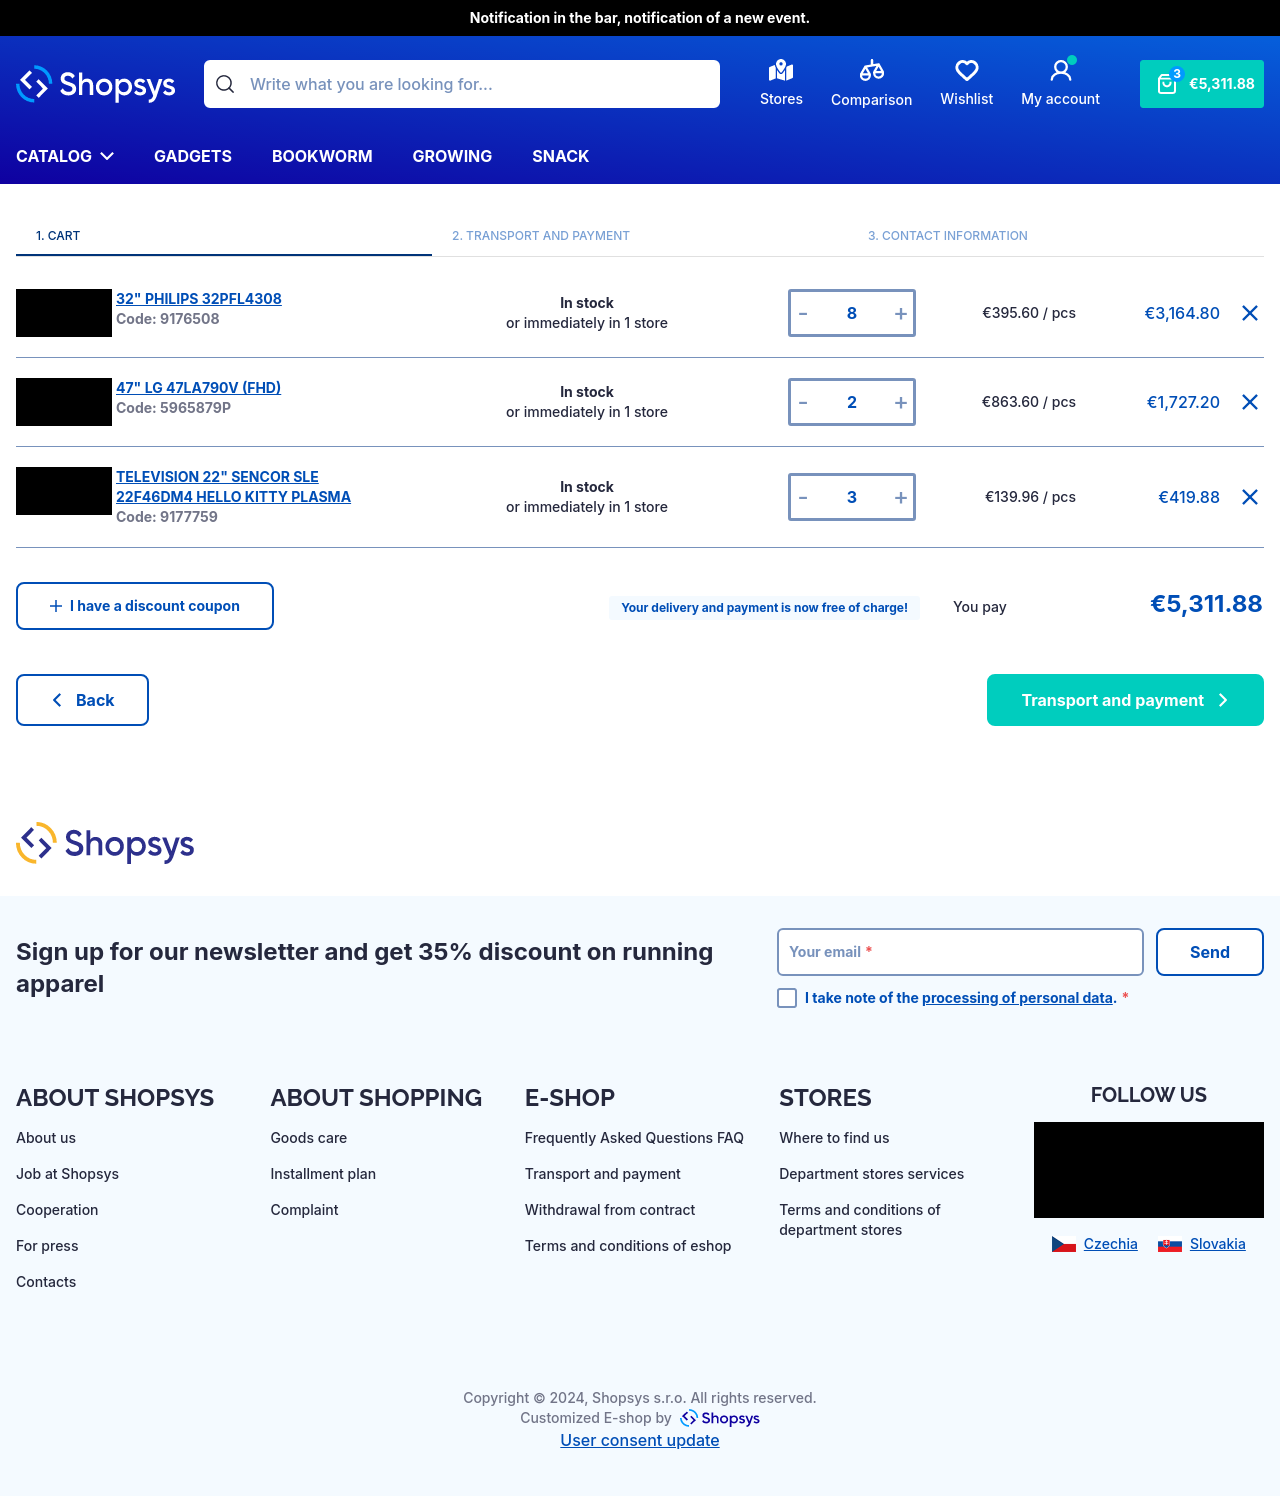 Notification in the bar, notification of a new event.
Shopsys
Write what you are looking for...
Stores
Comparison
Wishlist
My account
3
€5,311.88
CATALOG
GADGETS
BOOKWORM
GROWING
SNACK
1. CART
2. TRANSPORT AND PAYMENT
3. CONTACT INFORMATION
32" PHILIPS 32PFL4308
Code: 9176508
In stock
or immediately in 1 store
- 8 +
€395.60 / pcs
€3,164.80
47" LG 47LA790V (FHD)
Code: 5965879P
In stock
or immediately in 1 store
- 2 +
€863.60 / pcs
€1,727.20
TELEVISION 22" SENCOR SLE
22F46DM4 HELLO KITTY PLASMA
Code: 9177759
In stock
or immediately in 1 store
- 3 +
€139.96 / pcs
€419.88
I have a discount coupon
Your delivery and payment is now free of charge!
You pay
€5,311.88
Back
Transport and payment
Shopsys
Sign up for our newsletter and get 35% discount on running
apparel
Your email *
Send
I take note of the processing of personal data. *
ABOUT SHOPSYS
About us
Job at Shopsys
Cooperation
For press
Contacts
ABOUT SHOPPING
Goods care
Installment plan
Complaint
E-SHOP
Frequently Asked Questions FAQ
Transport and payment
Withdrawal from contract
Terms and conditions of eshop
STORES
Where to find us
Department stores services
Terms and conditions of
department stores
FOLLOW US
Czechia
Slovakia
Copyright © 2024, Shopsys s.r.o. All rights reserved.
Customized E-shop by Shopsys
User consent update